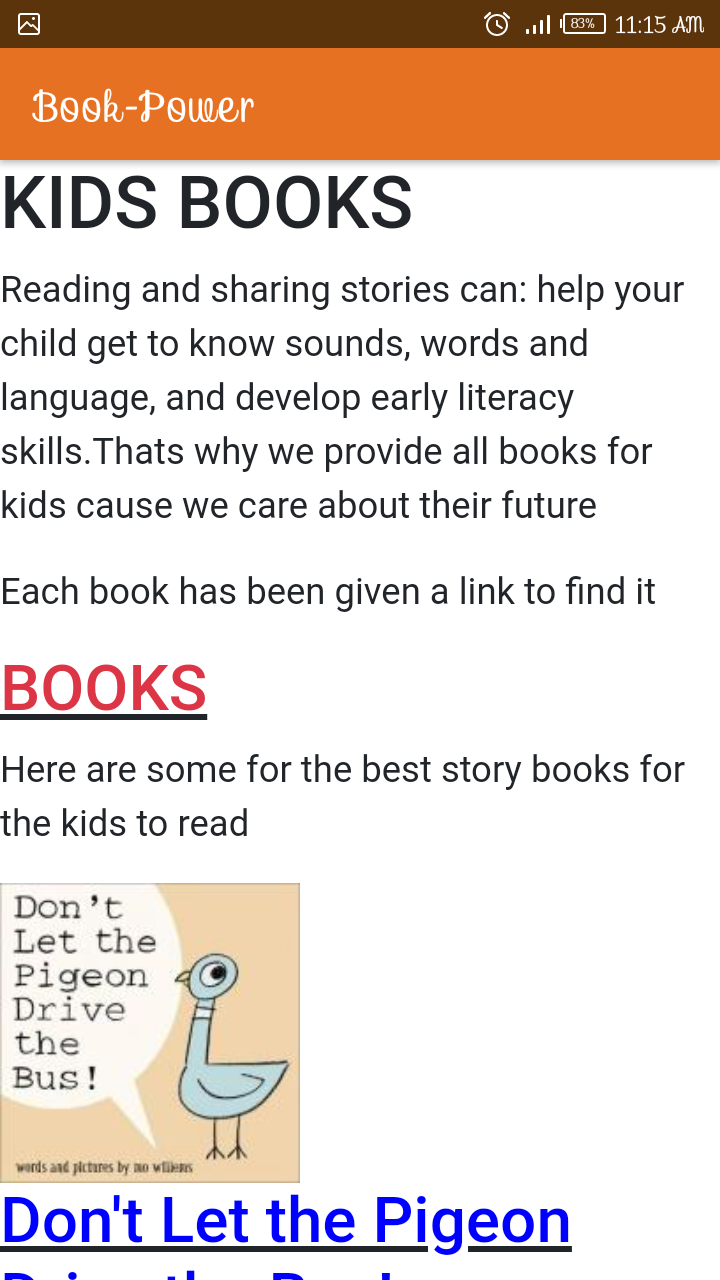 83% 11:15 AM
Book-Power
KIDS BOOKS
Reading and sharing stories can: help your
child get to know sounds, words and
language, and develop early literacy
skills.Thats why we provide all books for
kids cause we care about their future
Each book has been given a link to find it
BOOKS
Here are some for the best story books for
the kids to read
Don't
Let the
Pigeon
Drive
the
Bus!
words and pictures by mo willems
Don't Let the Pigeon
Drive the Bus!